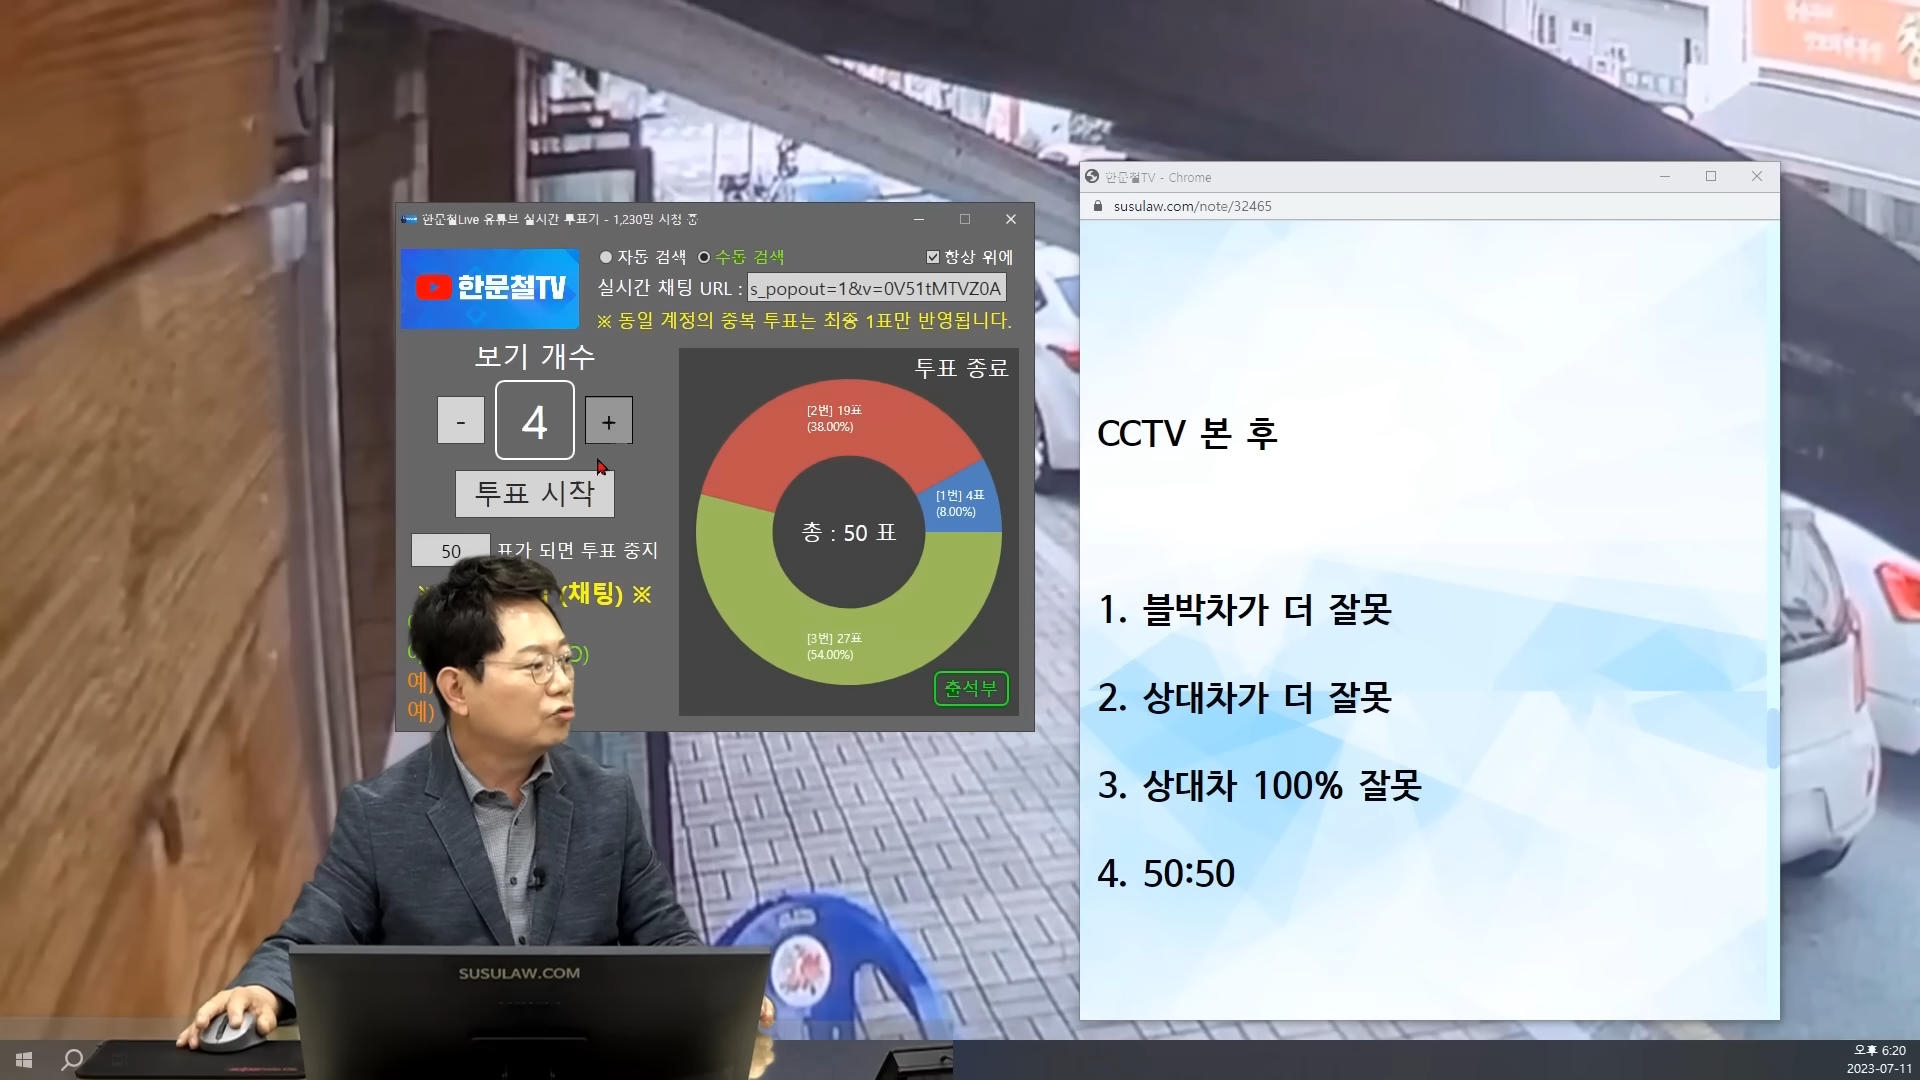 한문철Live 유튜브 실시간 투표기 - 1,230명 시청 중
한문철TV
자동 검색
수동 검색
항상 위에
실시간 채팅 URL : s_popout=1&v=0V51tMTVZ0A
※ 동일 계정의 중복 투표는 최종 1표만 반영됩니다.
보기 개수
- 4 +
투표 시작
50 표가 되면 투표 중지
(채팅) ※
예)
예)
투표 종료
[2번] 19표
(38.00%)
[1번] 4표
(8.00%)
총 : 50 표
[3번] 27표
(54.00%)
출석부
한문철TV - Chrome
susulaw.com/note/32465
CCTV 본 후
1. 블박차가 더 잘못
2. 상대차가 더 잘못
3. 상대차 100% 잘못
4. 50:50
SUSULAW.COM
오후 6:20
2023-07-11